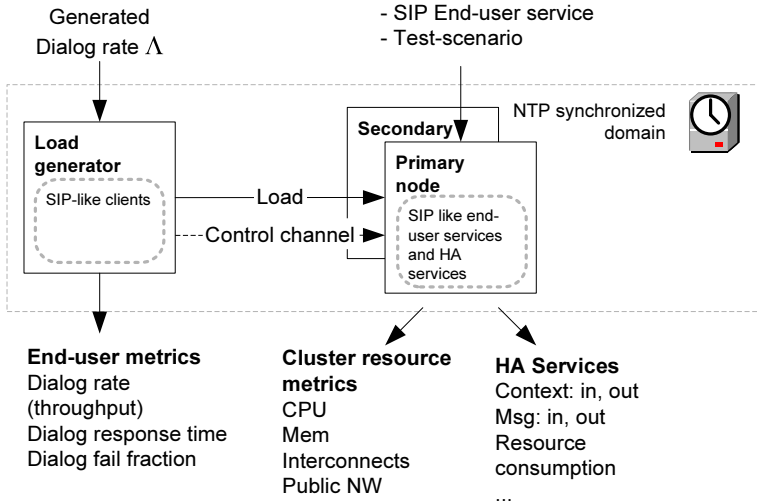 Generated
Dialog rate Λ
- SIP End-user service
- Test-scenario
NTP synchronized
domain
Load
generator
SIP-like clients
Secondary
Primary
node
SIP like end-
user services
and HA
services
Load
Control channel
End-user metrics
Dialog rate
(throughput)
Dialog response time
Dialog fail fraction
Cluster resource
metrics
CPU
Mem
Interconnects
Public NW
HA Services
Context: in, out
Msg: in, out
Resource
consumption
...